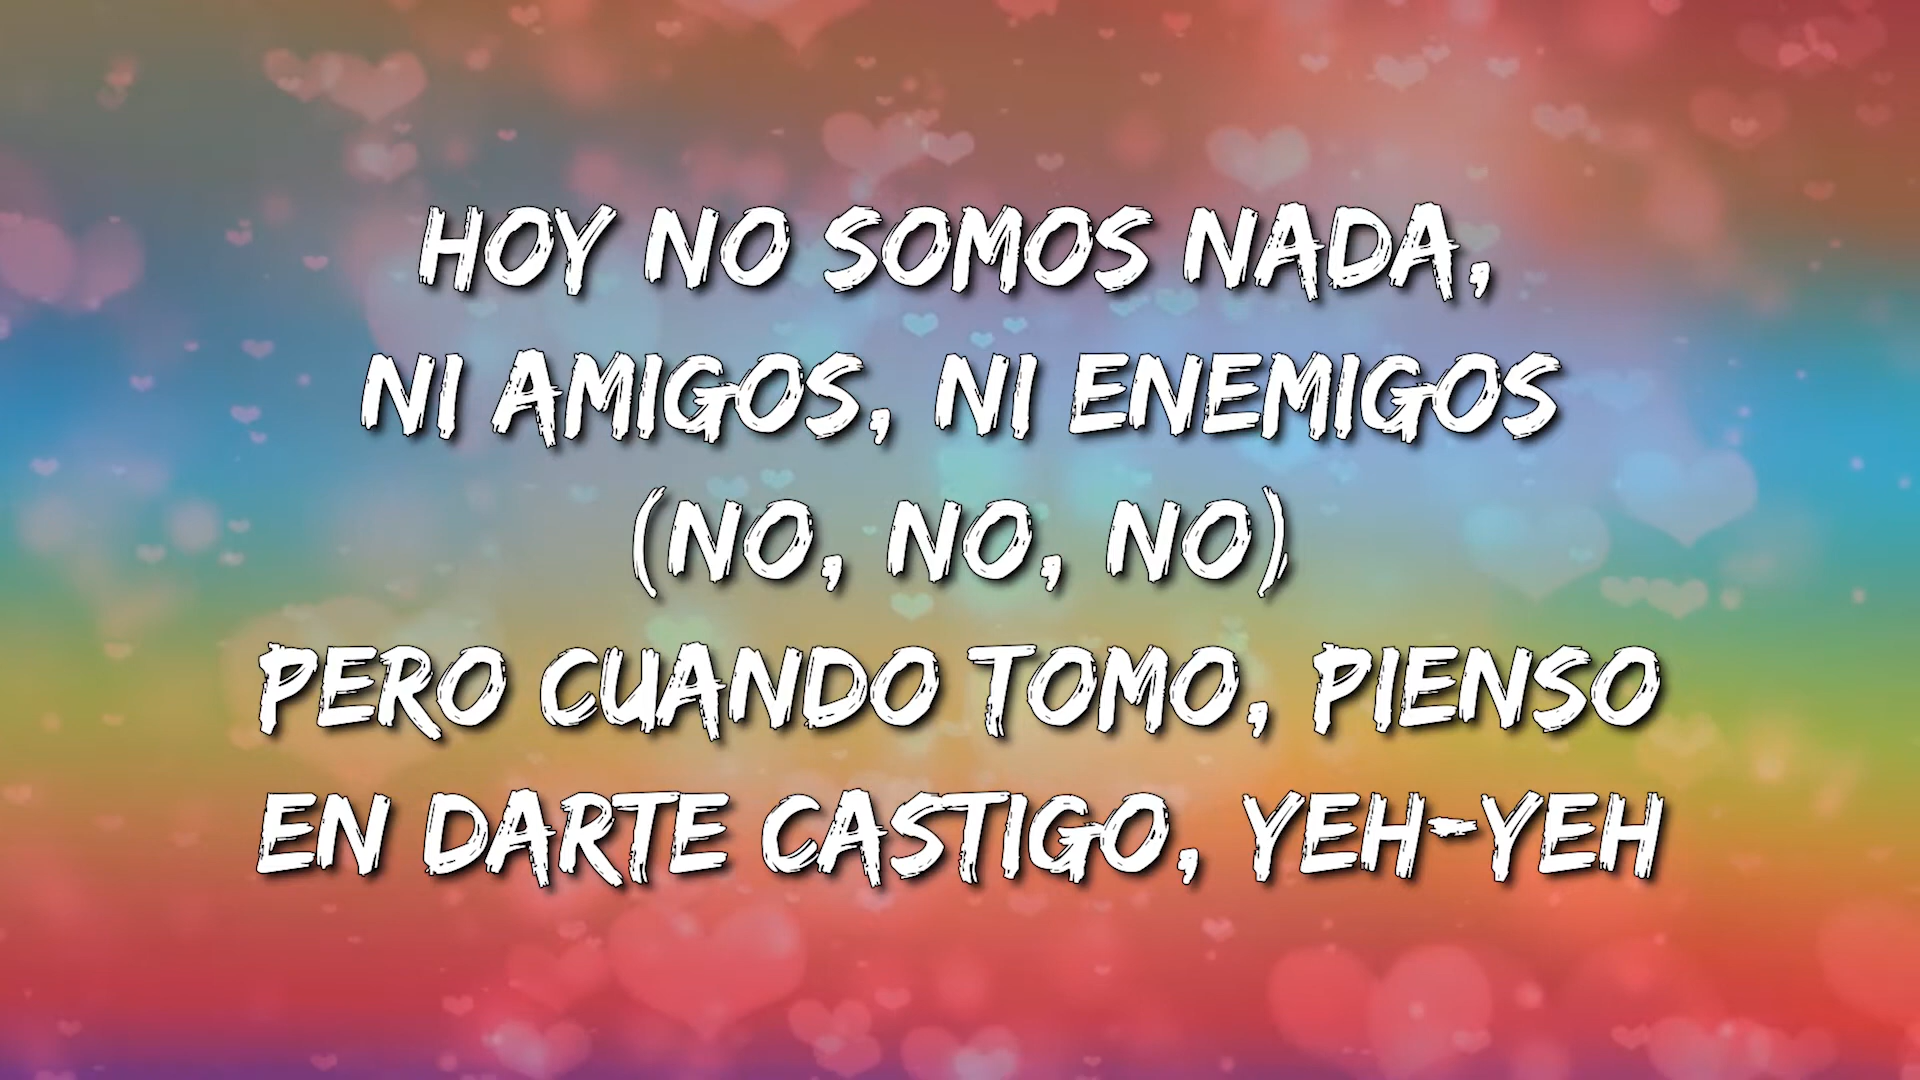 HOY NO SOMOS NADA,
NI AMIGOS, NI ENEMIGOS
(NO, NO, NO)
PERO CUANDO TOMO, PIENSO
EN DARTE CASTIGO, YEH-YEH